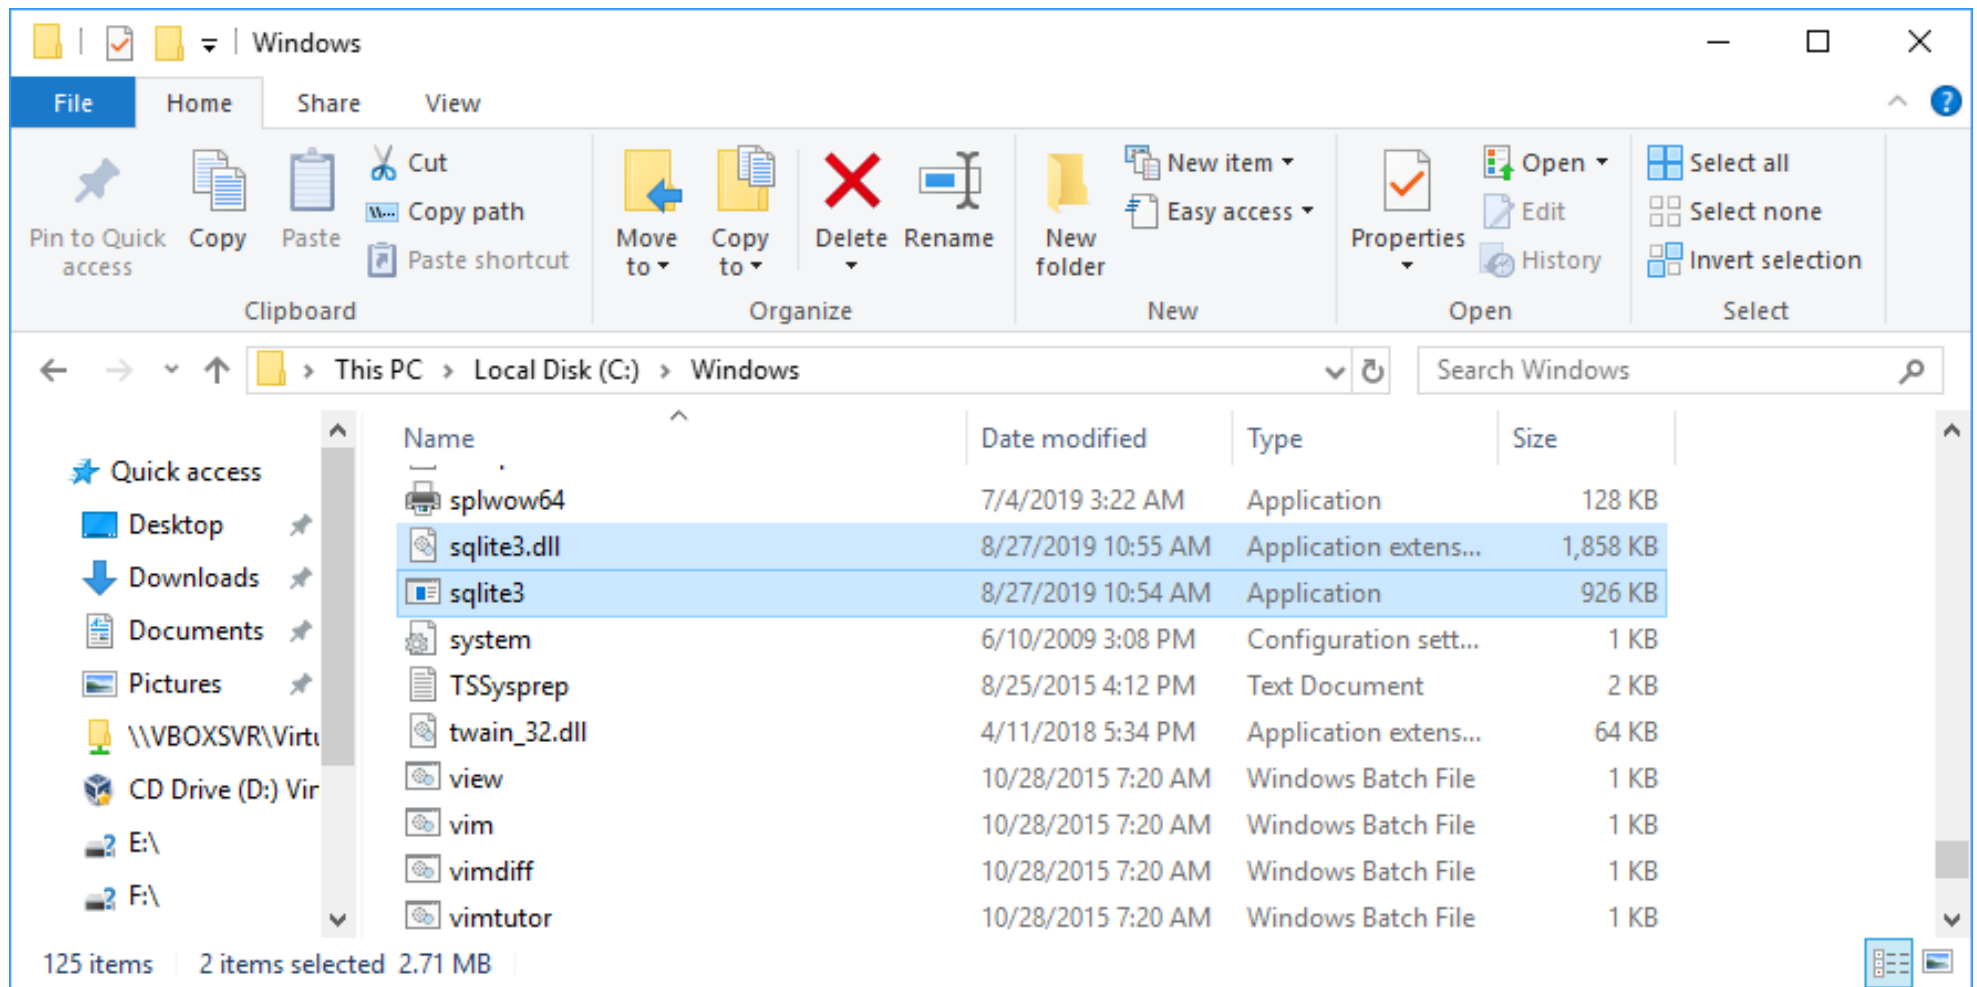 Windows
File Home Share View
Pin to Quick access
Copy
Paste
Cut
Copy path
Paste shortcut
Clipboard
Move to
Copy to
Delete
Rename
Organize
New folder
New item
Easy access
New
Properties
Open
Edit
History
Open
Select all
Select none
Invert selection
Select
This PC > Local Disk (C:) > Windows
Search Windows
Quick access
Desktop
Downloads
Documents
Pictures
\\VBOXSVR\Virtu
CD Drive (D:) Vir
E:\
F:\
Name Date modified Type Size
splwow64 7/4/2019 3:22 AM Application 128 KB
sqlite3.dll 8/27/2019 10:55 AM Application extens... 1,858 KB
sqlite3 8/27/2019 10:54 AM Application 926 KB
system 6/10/2009 3:08 PM Configuration sett... 1 KB
TSSysprep 8/25/2015 4:12 PM Text Document 2 KB
twain_32.dll 4/11/2018 5:34 PM Application extens... 64 KB
view 10/28/2015 7:20 AM Windows Batch File 1 KB
vim 10/28/2015 7:20 AM Windows Batch File 1 KB
vimdiff 10/28/2015 7:20 AM Windows Batch File 1 KB
vimtutor 10/28/2015 7:20 AM Windows Batch File 1 KB
125 items 2 items selected 2.71 MB